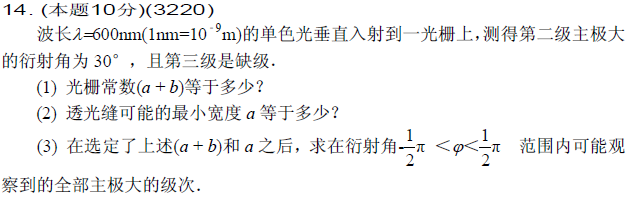 14. (本题10分)(3220)
波长λ=600nm(1nm=10⁻⁹m)的单色光垂直入射到一光栅上,测得第二级主极大
的衍射角为 30°，且第三级是缺级.
(1) 光栅常数(a + b)等于多少？
(2) 透光缝可能的最小宽度 a 等于多少？
(3) 在选定了上述(a + b)和 a 之后，求在衍射角-1/2π ＜φ＜1/2π 范围内可能观
察到的全部主极大的级次.